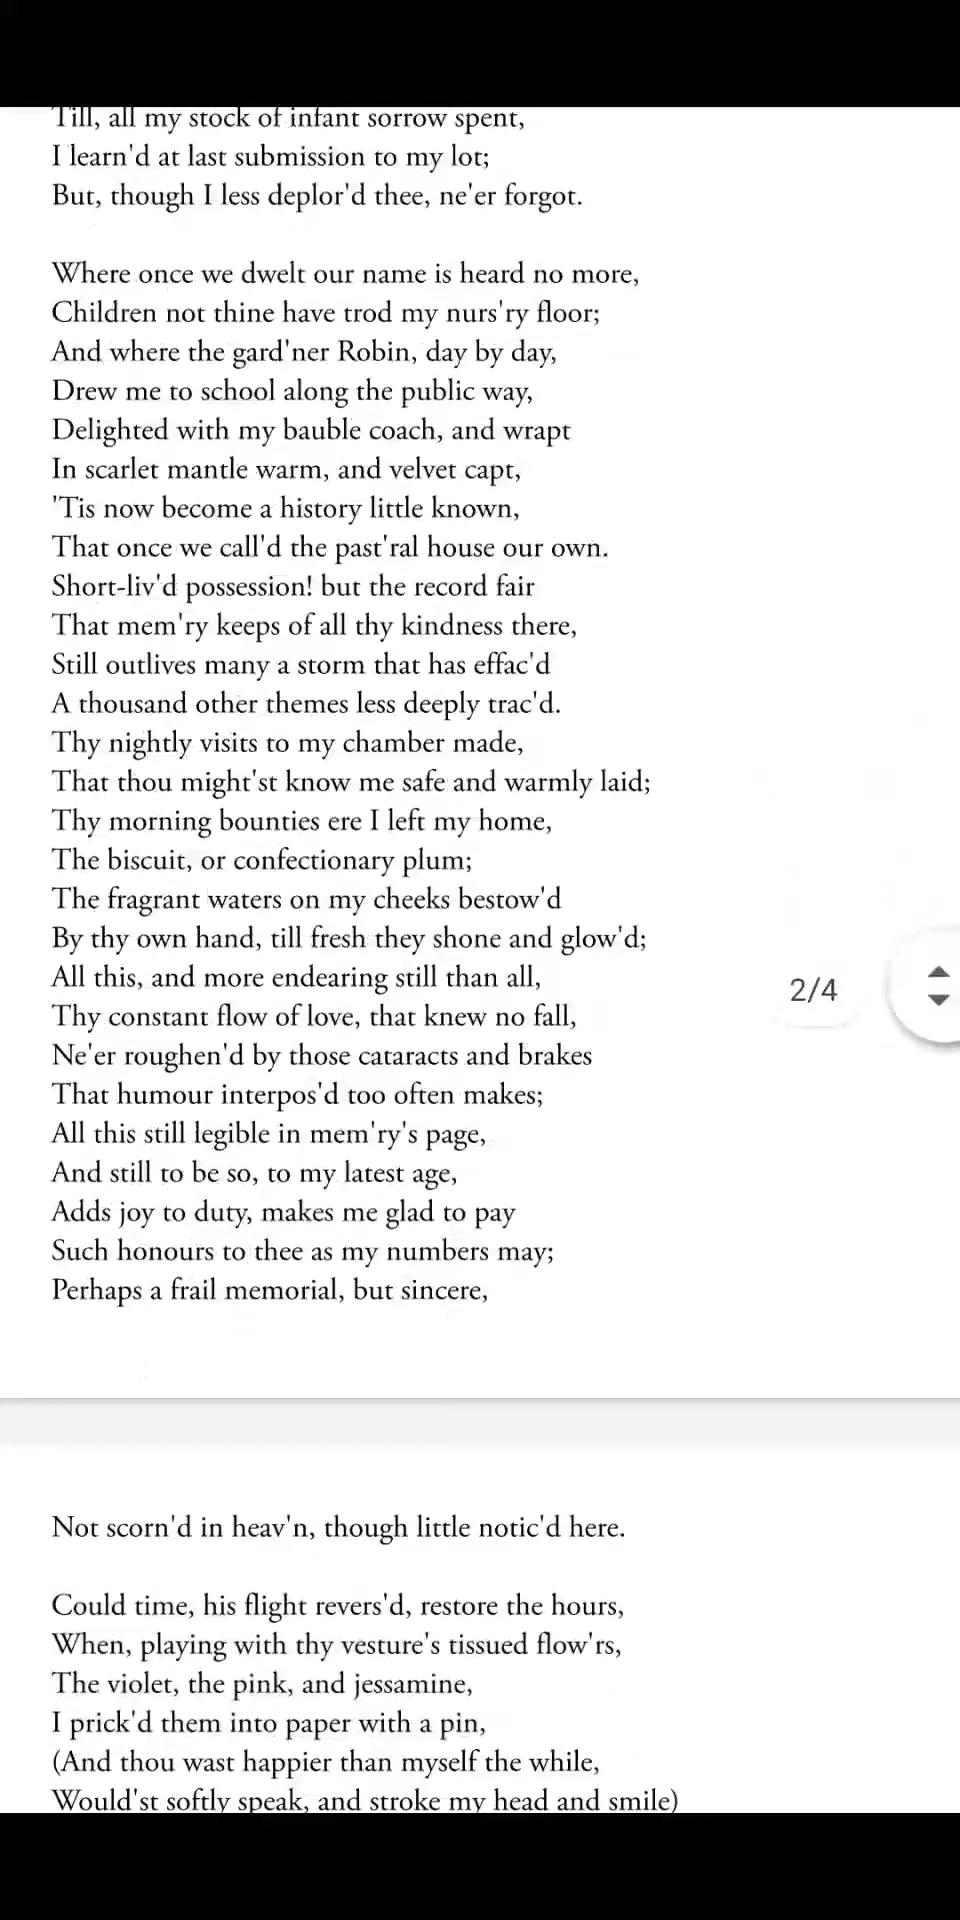 Till, all my stock of infant sorrow spent,
I learn'd at last submission to my lot;
But, though I less deplor'd thee, ne'er forgot.
Where once we dwelt our name is heard no more,
Children not thine have trod my nurs'ry floor;
And where the gard'ner Robin, day by day,
Drew me to school along the public way,
Delighted with my bauble coach, and wrapt
In scarlet mantle warm, and velvet capt,
'Tis now become a history little known,
That once we call'd the past'ral house our own.
Short-liv'd possession! but the record fair
That mem'ry keeps of all thy kindness there,
Still outlives many a storm that has effac'd
A thousand other themes less deeply trac'd.
Thy nightly visits to my chamber made,
That thou might'st know me safe and warmly laid;
Thy morning bounties ere I left my home,
The biscuit, or confectionary plum;
The fragrant waters on my cheeks bestow'd
By thy own hand, till fresh they shone and glow'd;
All this, and more endearing still than all,
Thy constant flow of love, that knew no fall,
Ne'er roughen'd by those cataracts and brakes
That humour interpos'd too often makes;
All this still legible in mem'ry's page,
And still to be so, to my latest age,
Adds joy to duty, makes me glad to pay
Such honours to thee as my numbers may;
Perhaps a frail memorial, but sincere,
2/4
Not scorn'd in heav'n, though little notic'd here.
Could time, his flight revers'd, restore the hours,
When, playing with thy vesture's tissued flow'rs,
The violet, the pink, and jessamine,
I prick'd them into paper with a pin,
(And thou wast happier than myself the while,
Would'st softly speak, and stroke my head and smile)